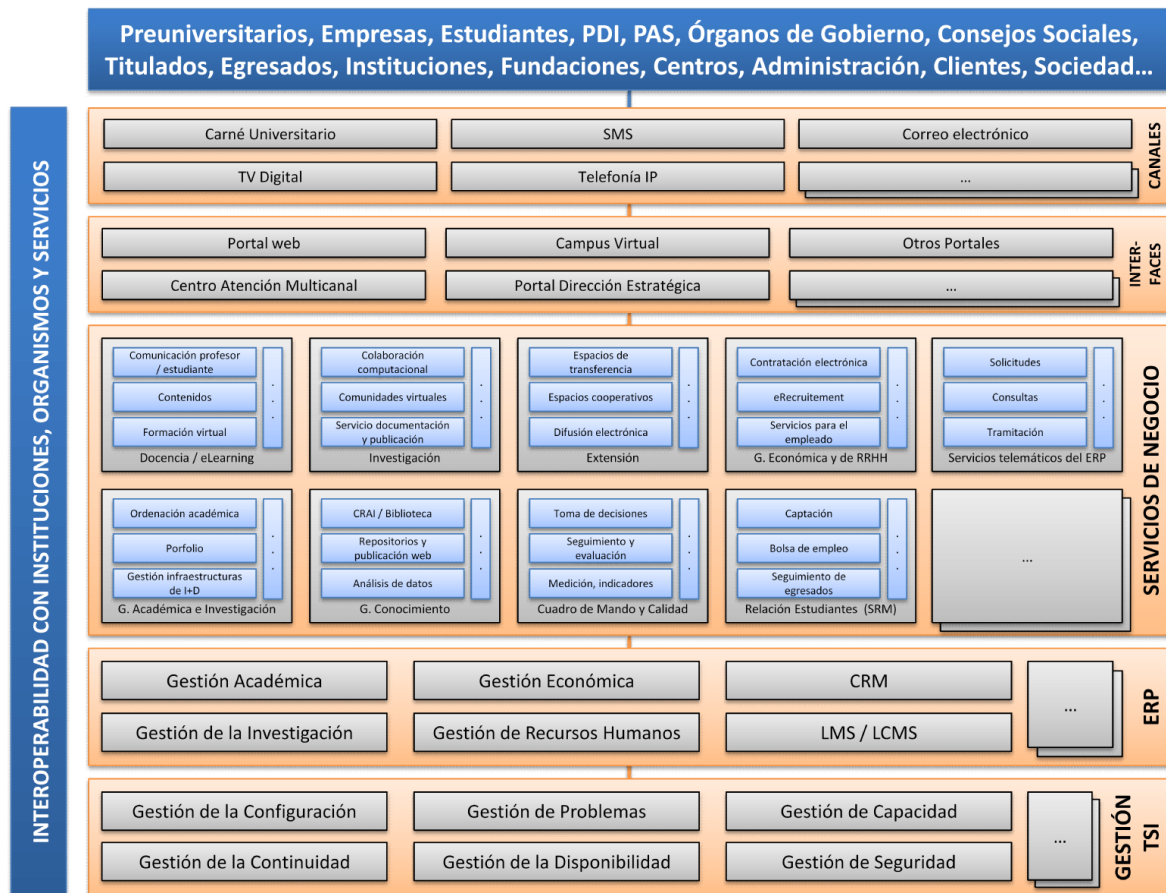 Preuniversitarios, Empresas, Estudiantes, PDI, PAS, Órganos de Gobierno, Consejos Sociales,
Titulados, Egresados, Instituciones, Fundaciones, Centros, Administración, Clientes, Sociedad…
INTEROPERABILIDAD CON INSTITUCIONES, ORGANISMOS Y SERVICIOS
Carné Universitario
SMS
Correo electrónico
TV Digital
Telefonía IP
...
CANALES
Portal web
Campus Virtual
Otros Portales
Centro Atención Multicanal
Portal Dirección Estratégica
...
INTER-
FACES
Comunicación profesor
/ estudiante
Contenidos
Formación virtual
...
Docencia / eLearning
Colaboración
computacional
Comunidades virtuales
Servicio documentación
y publicación
...
Investigación
Espacios de
transferencia
Espacios cooperativos
Difusión electrónica
...
Extensión
Contratación electrónica
eRecruitement
Servicios para el
empleado
...
G. Económica y de RRHH
Solicitudes
Consultas
Tramitación
...
Servicios telemáticos del ERP
Ordenación académica
Porfolio
Gestión infraestructuras
de I+D
...
G. Académica e Investigación
CRAI / Biblioteca
Repositorios y
publicación web
Análisis de datos
...
G. Conocimiento
Toma de decisiones
Seguimiento y
evaluación
Medición, indicadores
...
Cuadro de Mando y Calidad
Captación
Bolsa de empleo
Seguimiento de
egresados
...
Relación Estudiantes (SRM)
...
SERVICIOS DE NEGOCIO
Gestión Académica
Gestión Económica
CRM
Gestión de la Investigación
Gestión de Recursos Humanos
LMS / LCMS
...
ERP
Gestión de la Configuración
Gestión de Problemas
Gestión de Capacidad
Gestión de la Continuidad
Gestión de la Disponibilidad
Gestión de Seguridad
...
GESTIÓN
TSI